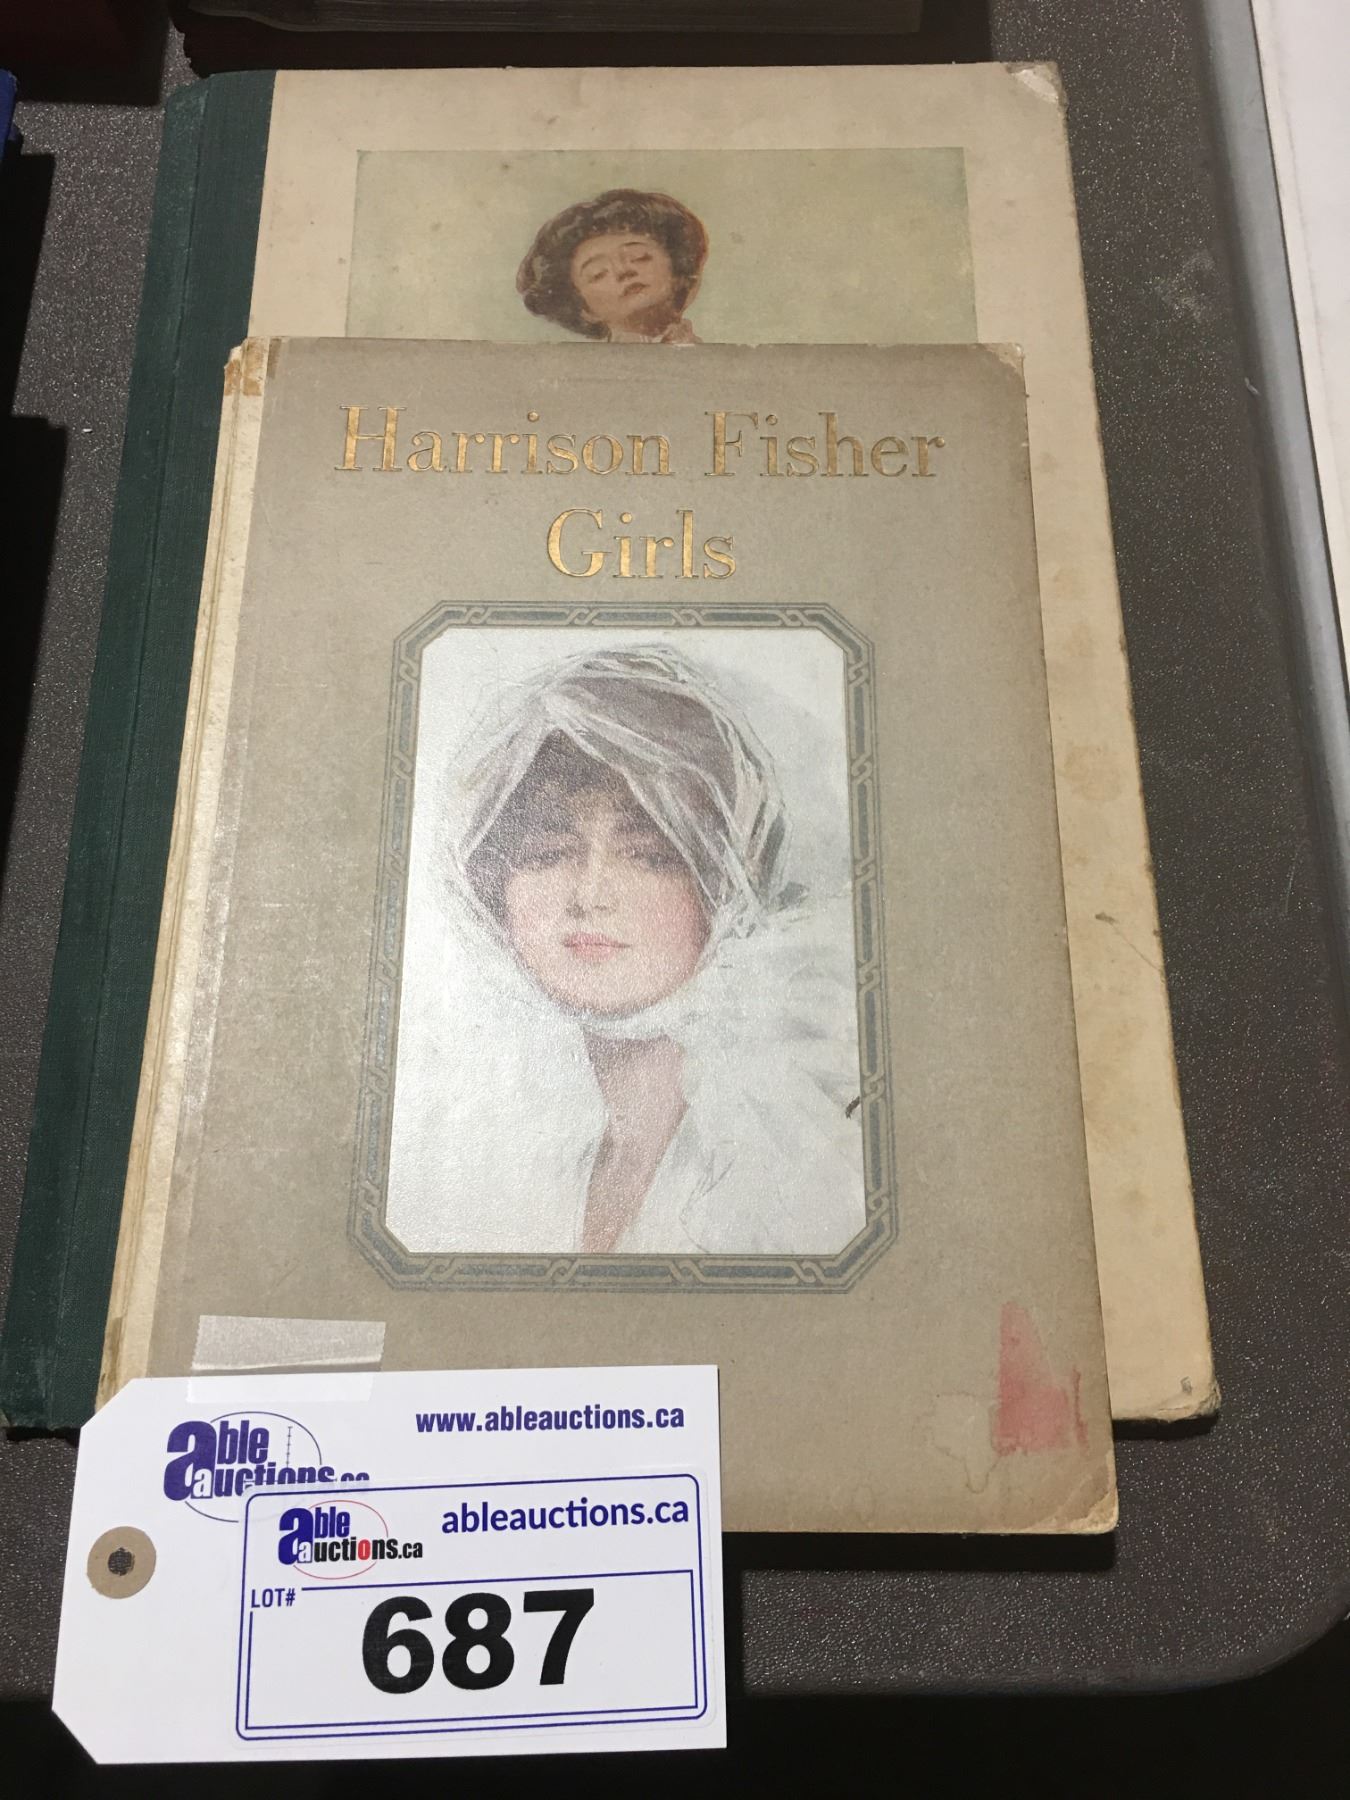 Harrison Fisher
Girls
www.ableauctions.ca
able
auctions.ca
ableauctions.ca
able
auctions.ca
LOT#
687